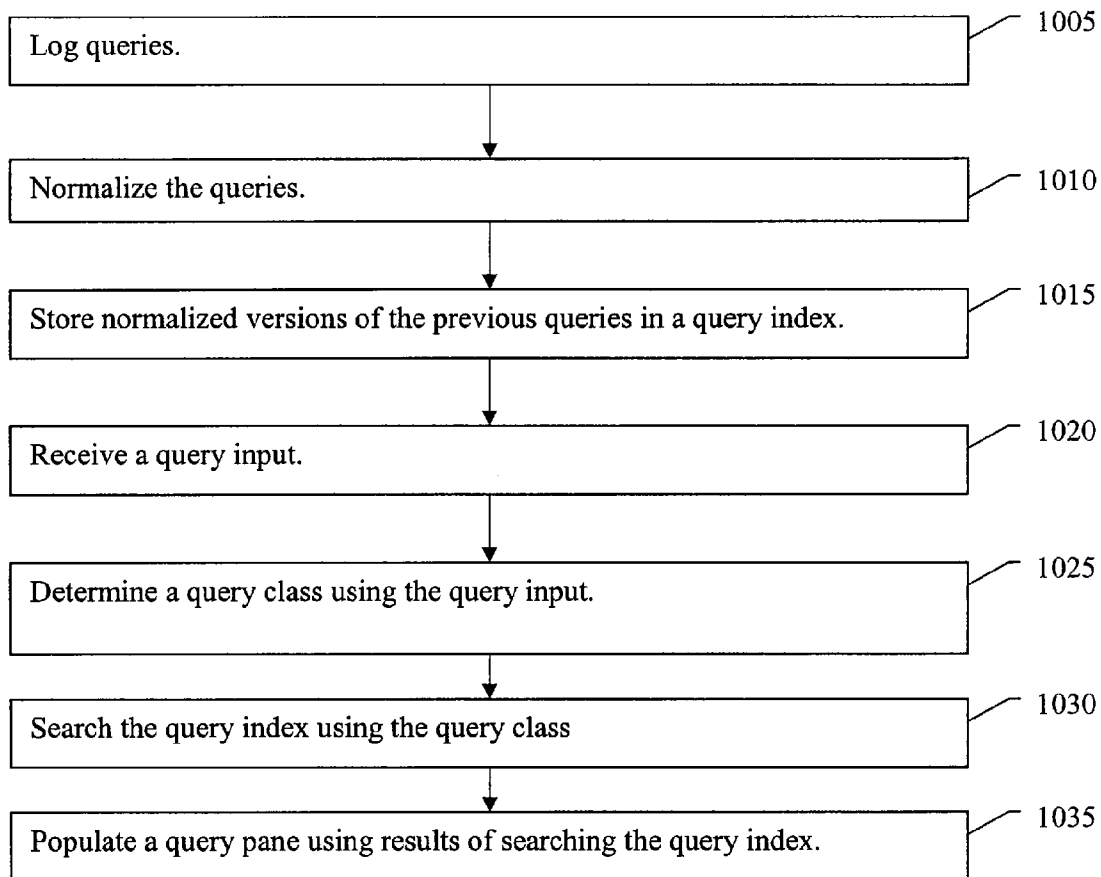 Log queries.
1005
Normalize the queries.
1010
Store normalized versions of the previous queries in a query index.
1015
Receive a query input.
1020
Determine a query class using the query input.
1025
Search the query index using the query class
1030
Populate a query pane using results of searching the query index.
1035